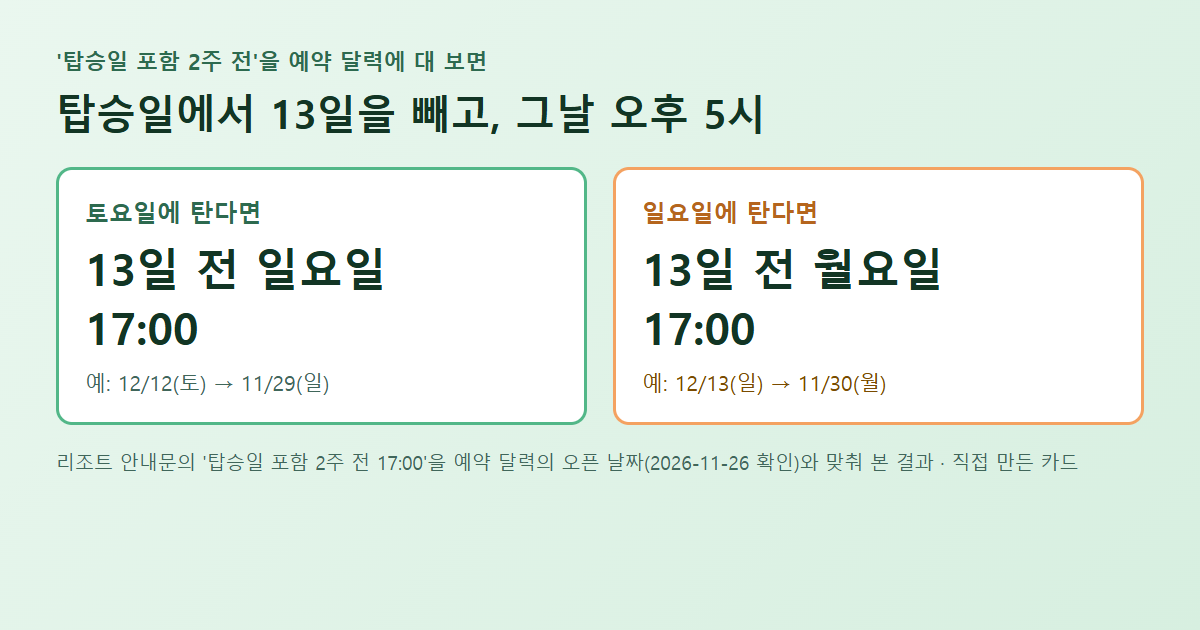 '탑승일 포함 2주 전'을 예약 달력에 대 보면
탑승일에서 13일을 빼고, 그날 오후 5시
토요일에 탄다면
13일 전 일요일
17:00
예: 12/12(토) → 11/29(일)
일요일에 탄다면
13일 전 월요일
17:00
예: 12/13(일) → 11/30(월)
리조트 안내문의 '탑승일 포함 2주 전 17:00'을 예약 달력의 오픈 날짜(2026-11-26 확인)와 맞춰 본 결과 · 직접 만든 카드